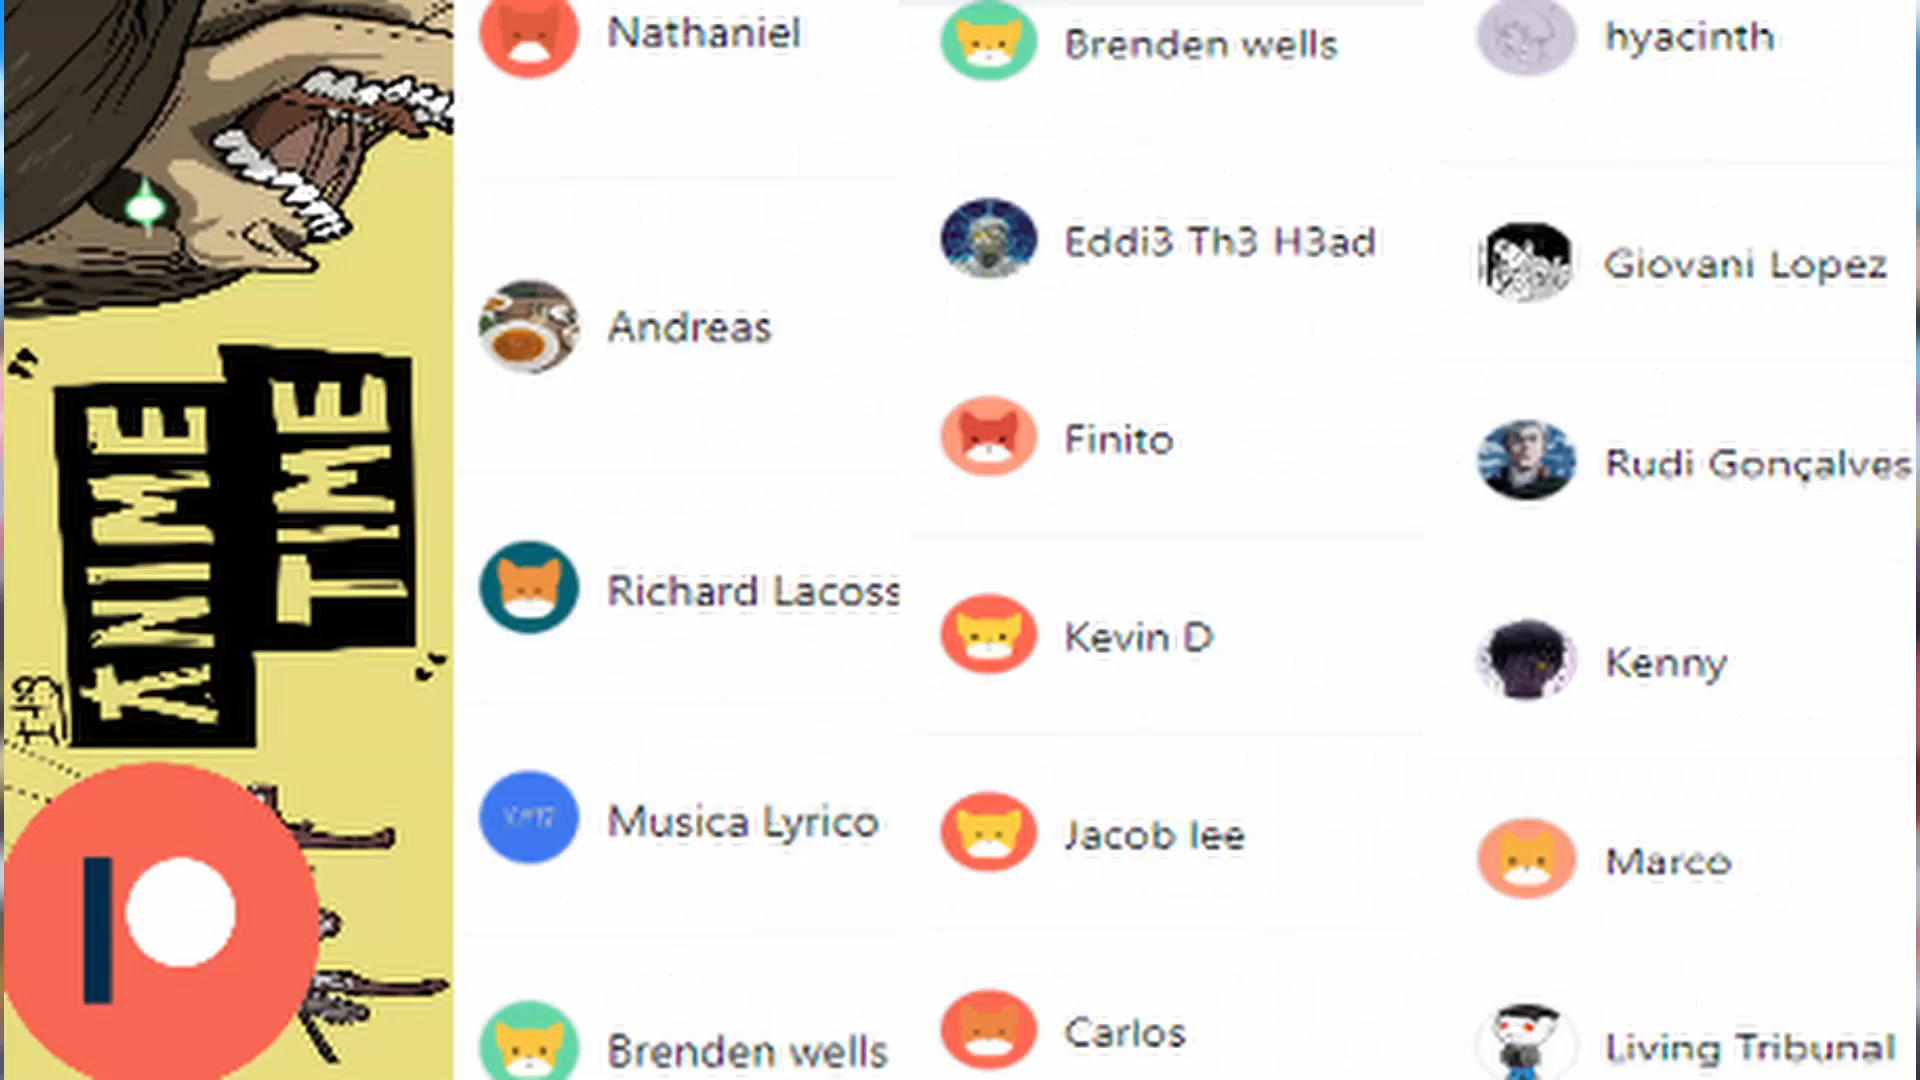 ANIME
TIME
Nathaniel
Andreas
Richard Lacoss
Musica Lyrico
Brenden wells
Brenden wells
Eddi3 Th3 H3ad
Finito
Kevin D
Jacob lee
Carlos
hyacinth
Giovani Lopez
Rudi Gonçalves
Kenny
Marco
Living Tribunal